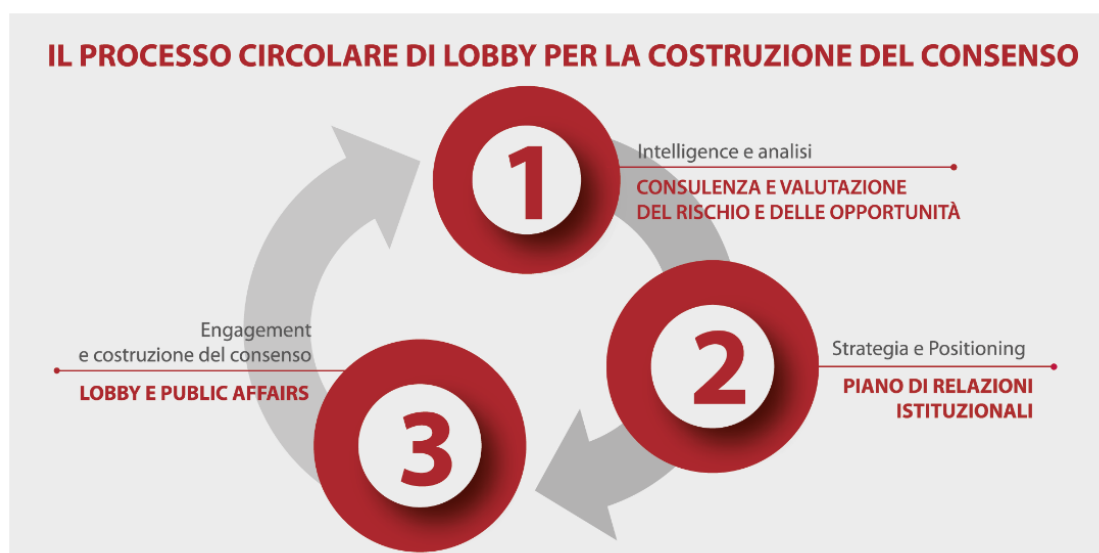 IL PROCESSO CIRCOLARE DI LOBBY PER LA COSTRUZIONE DEL CONSENSO
1
Intelligence e analisi
CONSULENZA E VALUTAZIONE
DEL RISCHIO E DELLE OPPORTUNITÀ
2
Strategia e Positioning
PIANO DI RELAZIONI
ISTITUZIONALI
3
Engagement
e costruzione del consenso
LOBBY E PUBLIC AFFAIRS